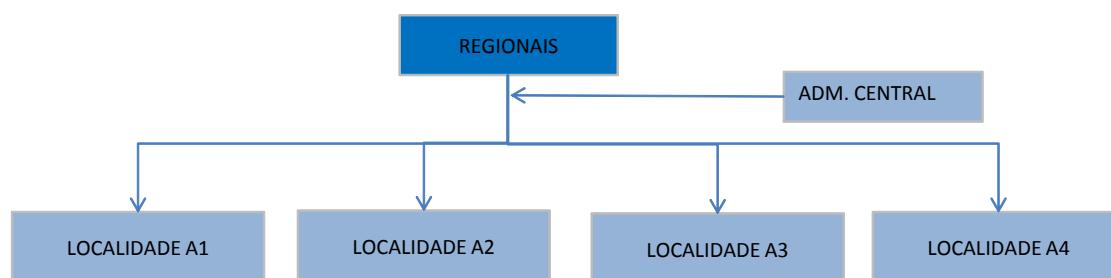 REGIONAIS
ADM. CENTRAL
LOCALIDADE A1
LOCALIDADE A2
LOCALIDADE A3
LOCALIDADE A4